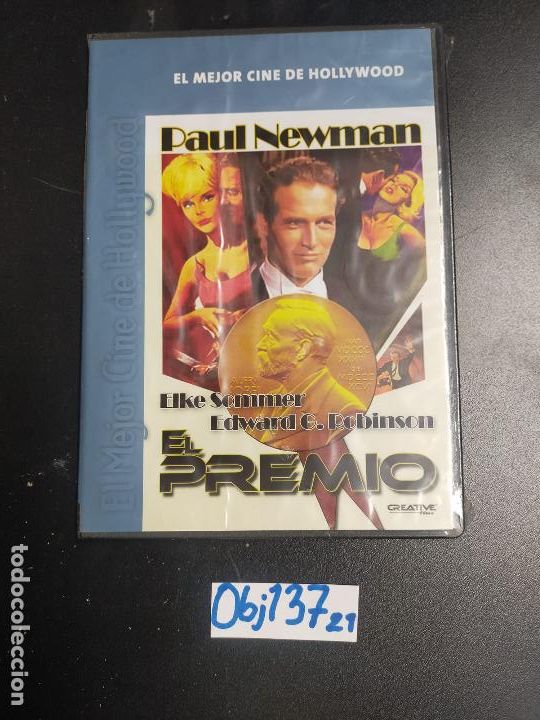 EL MEJOR CINE DE HOLLYWOOD
El Mejor Cine de Hollywood
Paul Newman
Elke Sommer
Edward G. Robinson
EL
PREMIO
CREATIVE
Films
Obj137 21
todocoleccion